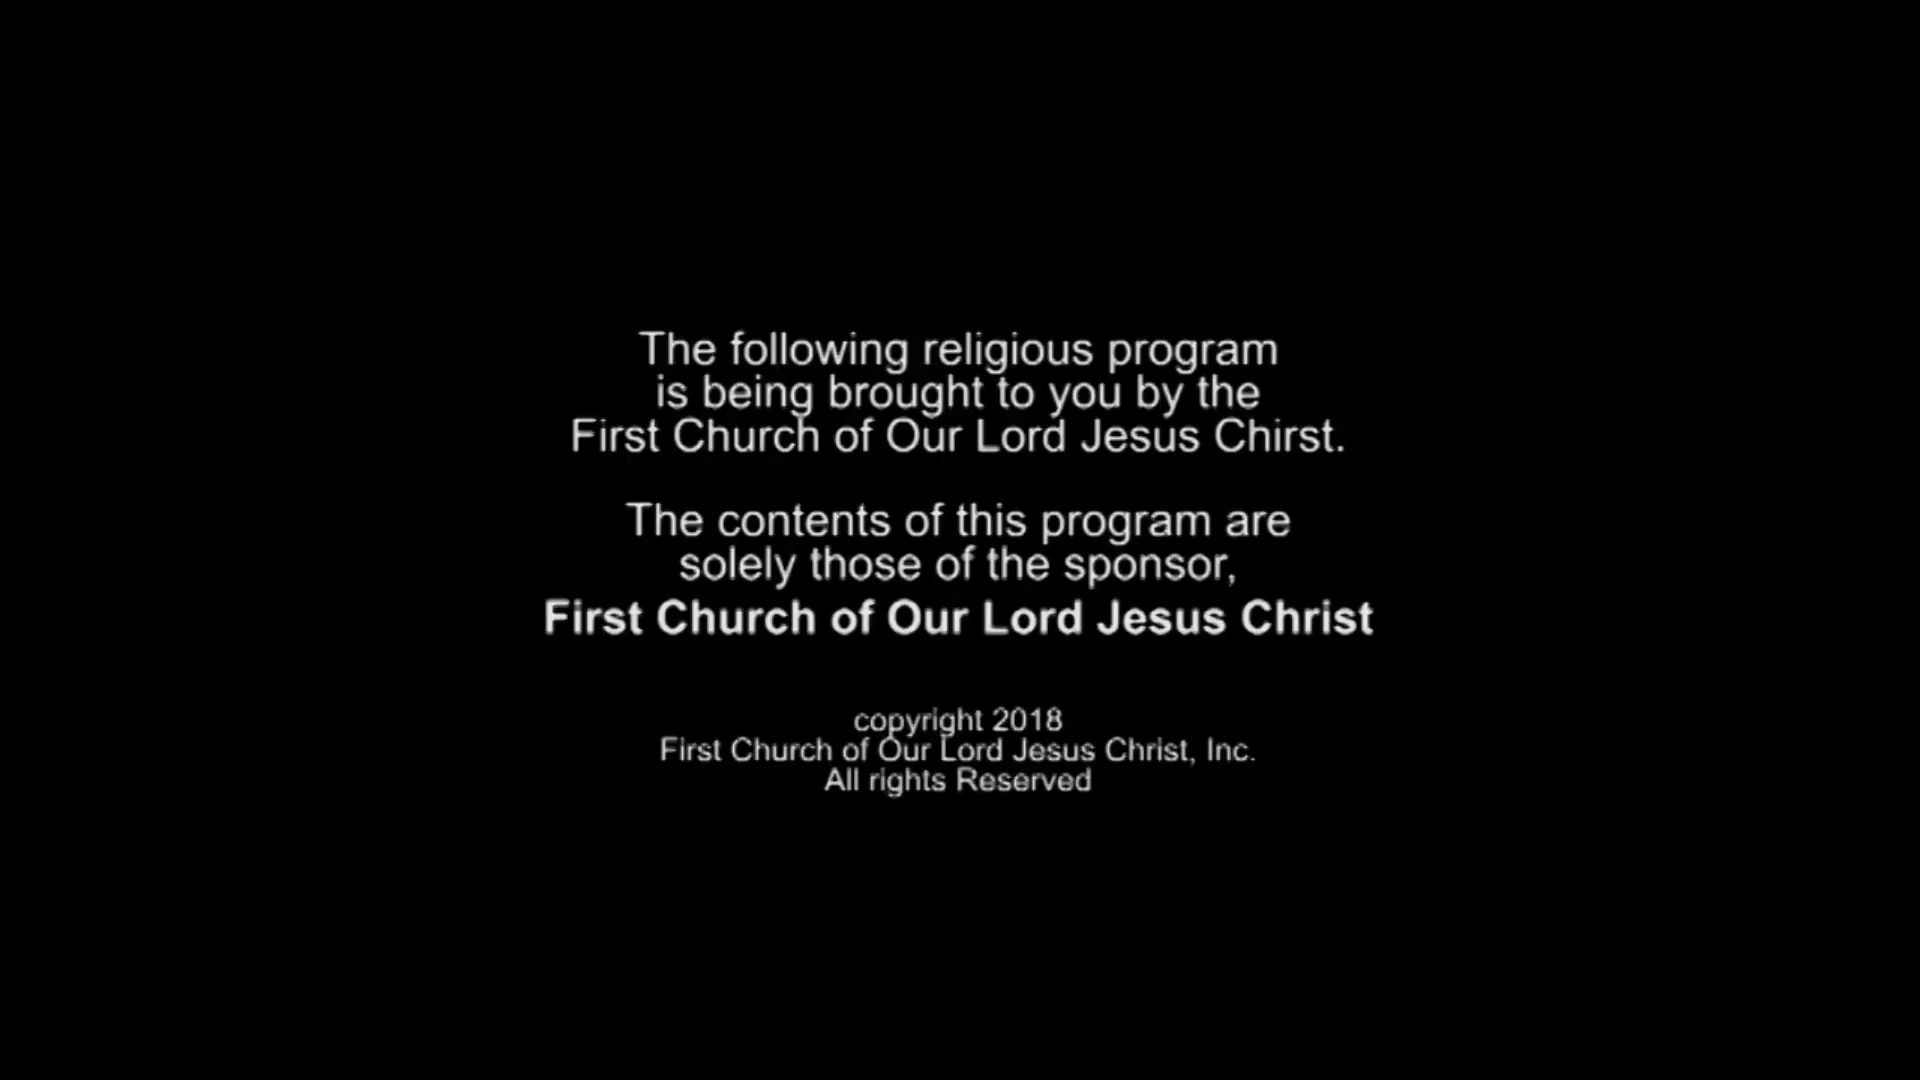 The following religious program
is being brought to you by the
First Church of Our Lord Jesus Chirst.
The contents of this program are
solely those of the sponsor,
First Church of Our Lord Jesus Christ
copyright 2018
First Church of Our Lord Jesus Christ, Inc.
All rights Reserved